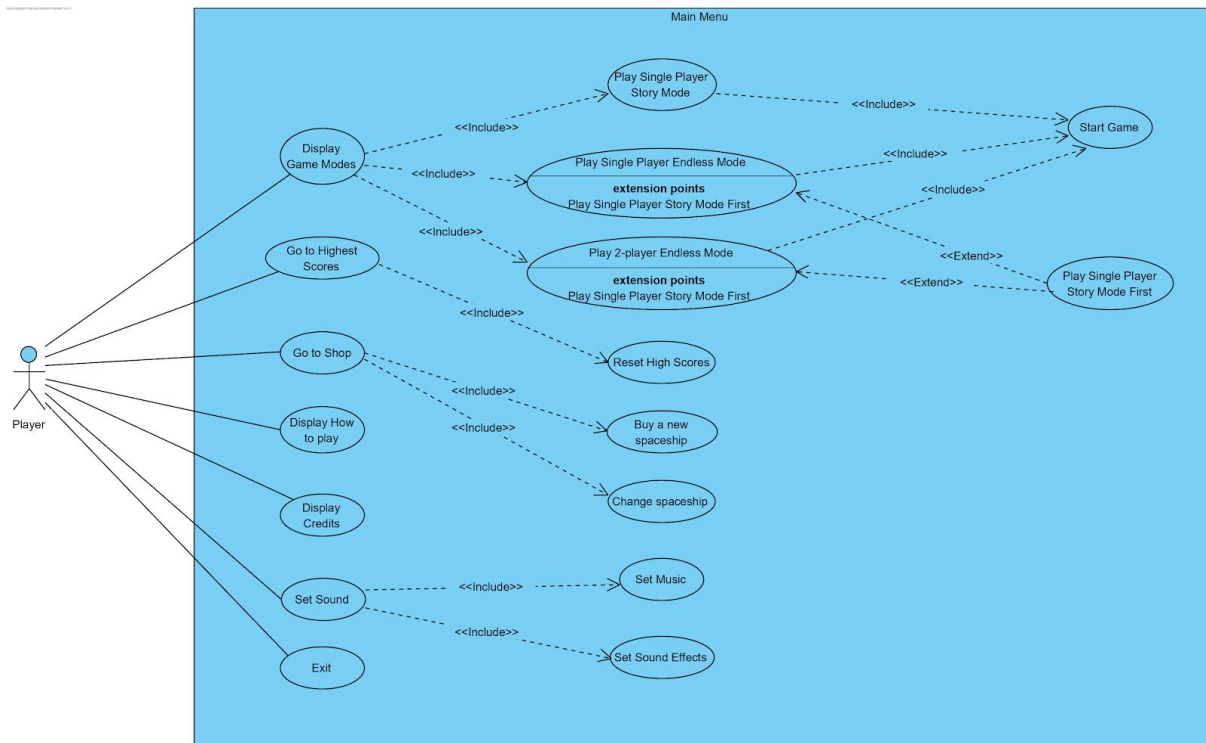 Main Menu
Play Single Player
Story Mode
<<Include>>
Start Game
<<Include>>
Display
Game Modes
Play Single Player Endless Mode
<<Include>>
<<Include>>
extension points
Play Single Player Story Mode First
<<Include>>
<<Include>>
Go to Highest
Scores
Play 2-player Endless Mode
<<Extend>>
extension points
Play Single Player Story Mode First
<<Extend>>
Play Single Player
Story Mode First
<<Include>>
Go to Shop
Reset High Scores
<<Include>>
Player
Display How
to play
<<Include>>
Buy a new
spaceship
Display
Credits
Change spaceship
Set Sound
<<Include>>
Set Music
<<Include>>
Set Sound Effects
Exit